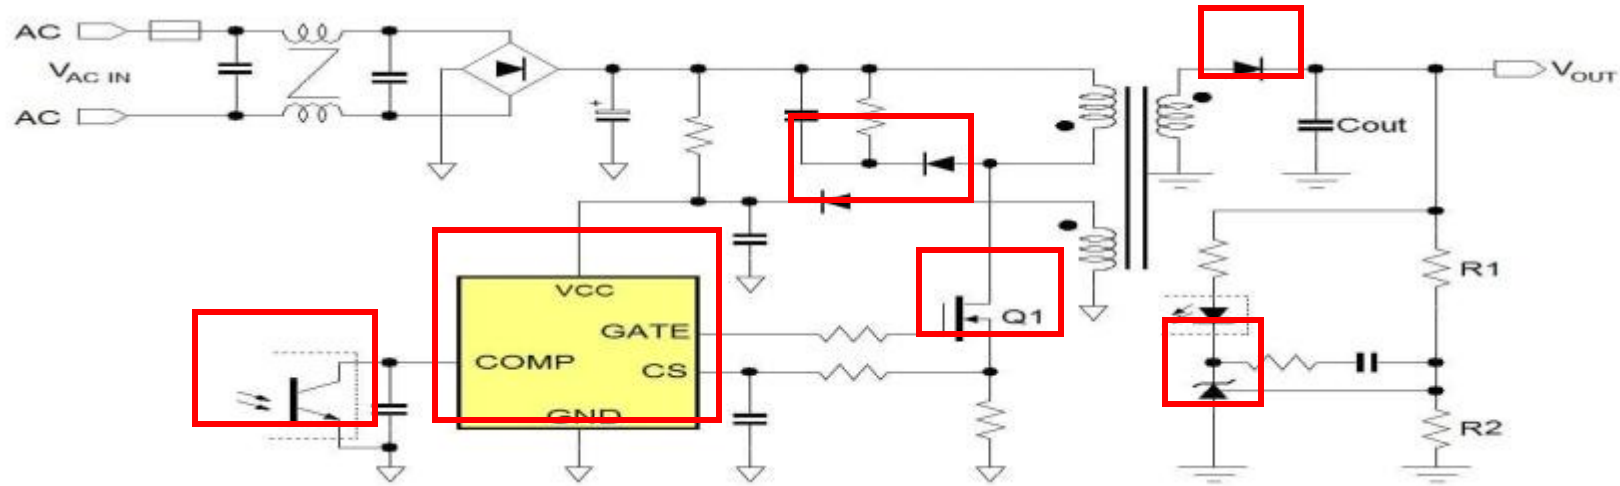 AC
VAC IN
AC
VOUT
Cout
R1
VCC
Q1
GATE
COMP
CS
GND
R2